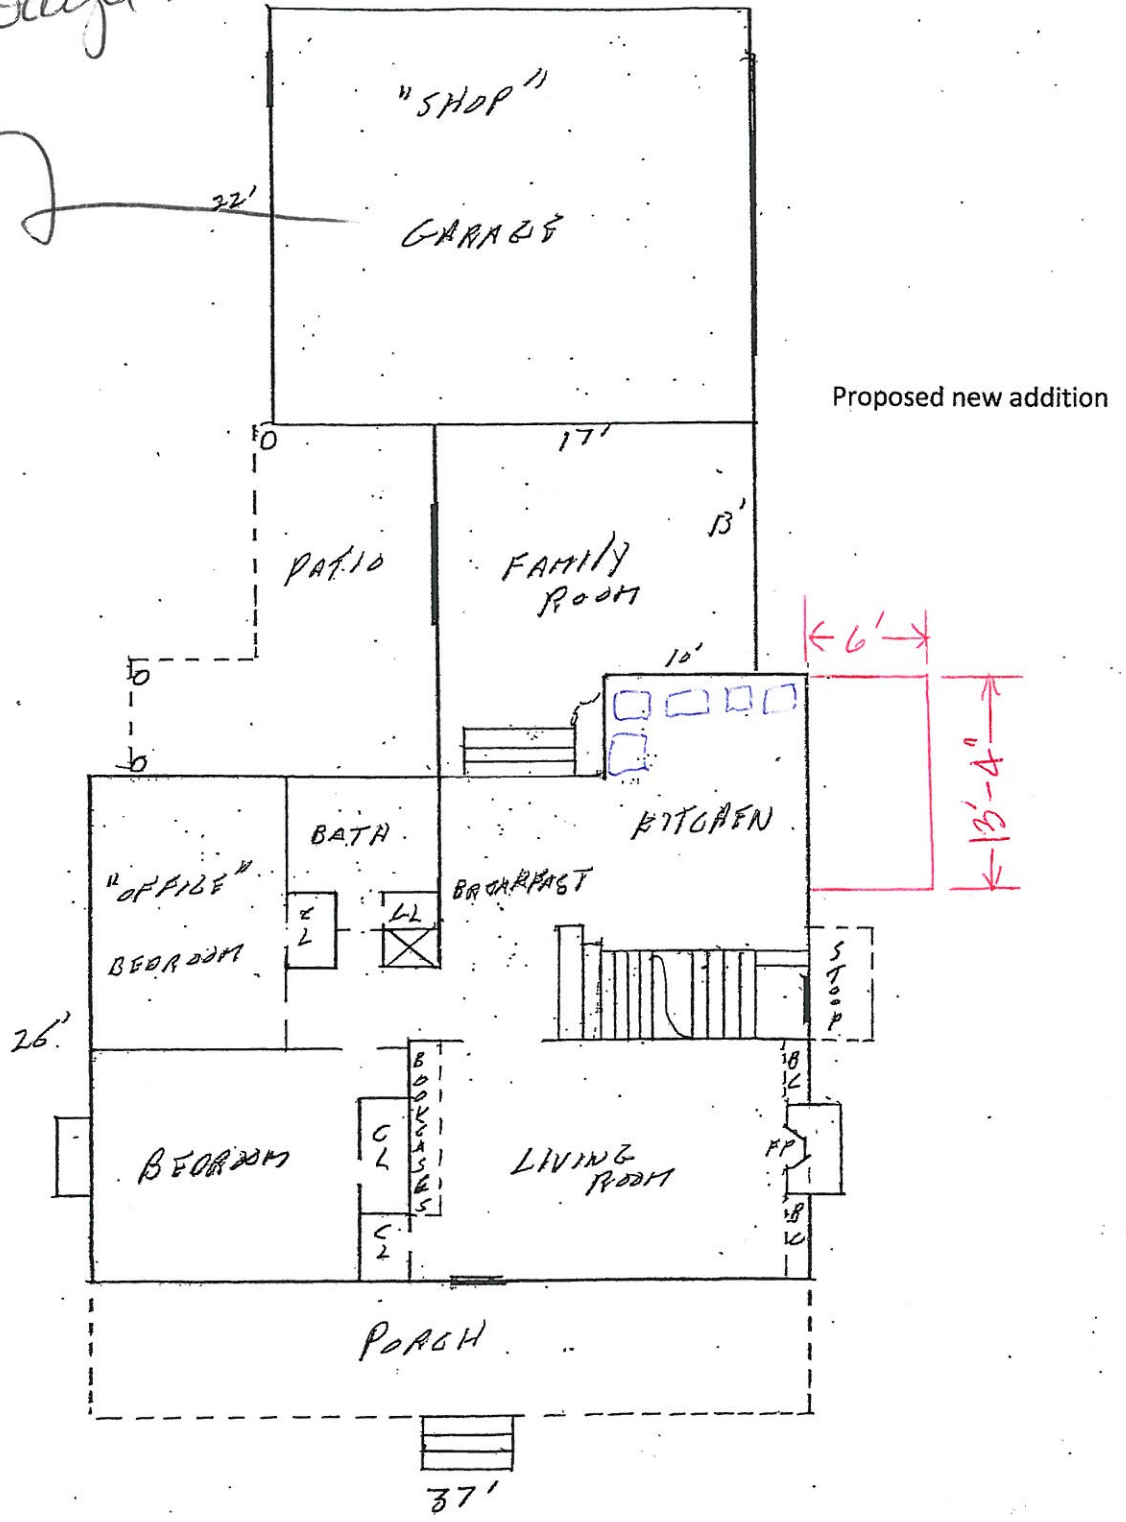 "SHOP"
22'
GARAGE
Proposed new addition
17'
13'
PATIO
FAMILY
ROOM
6'
10'
13'-4"
KITCHEN
BATH
"OFFICE"
BREAKFAST
CL
LL
BEDROOM
STOOP
26'
BOOKCASES
BC
CL
BEDROOM
LIVING
ROOM
FP
CL
BC
PORCH
37'